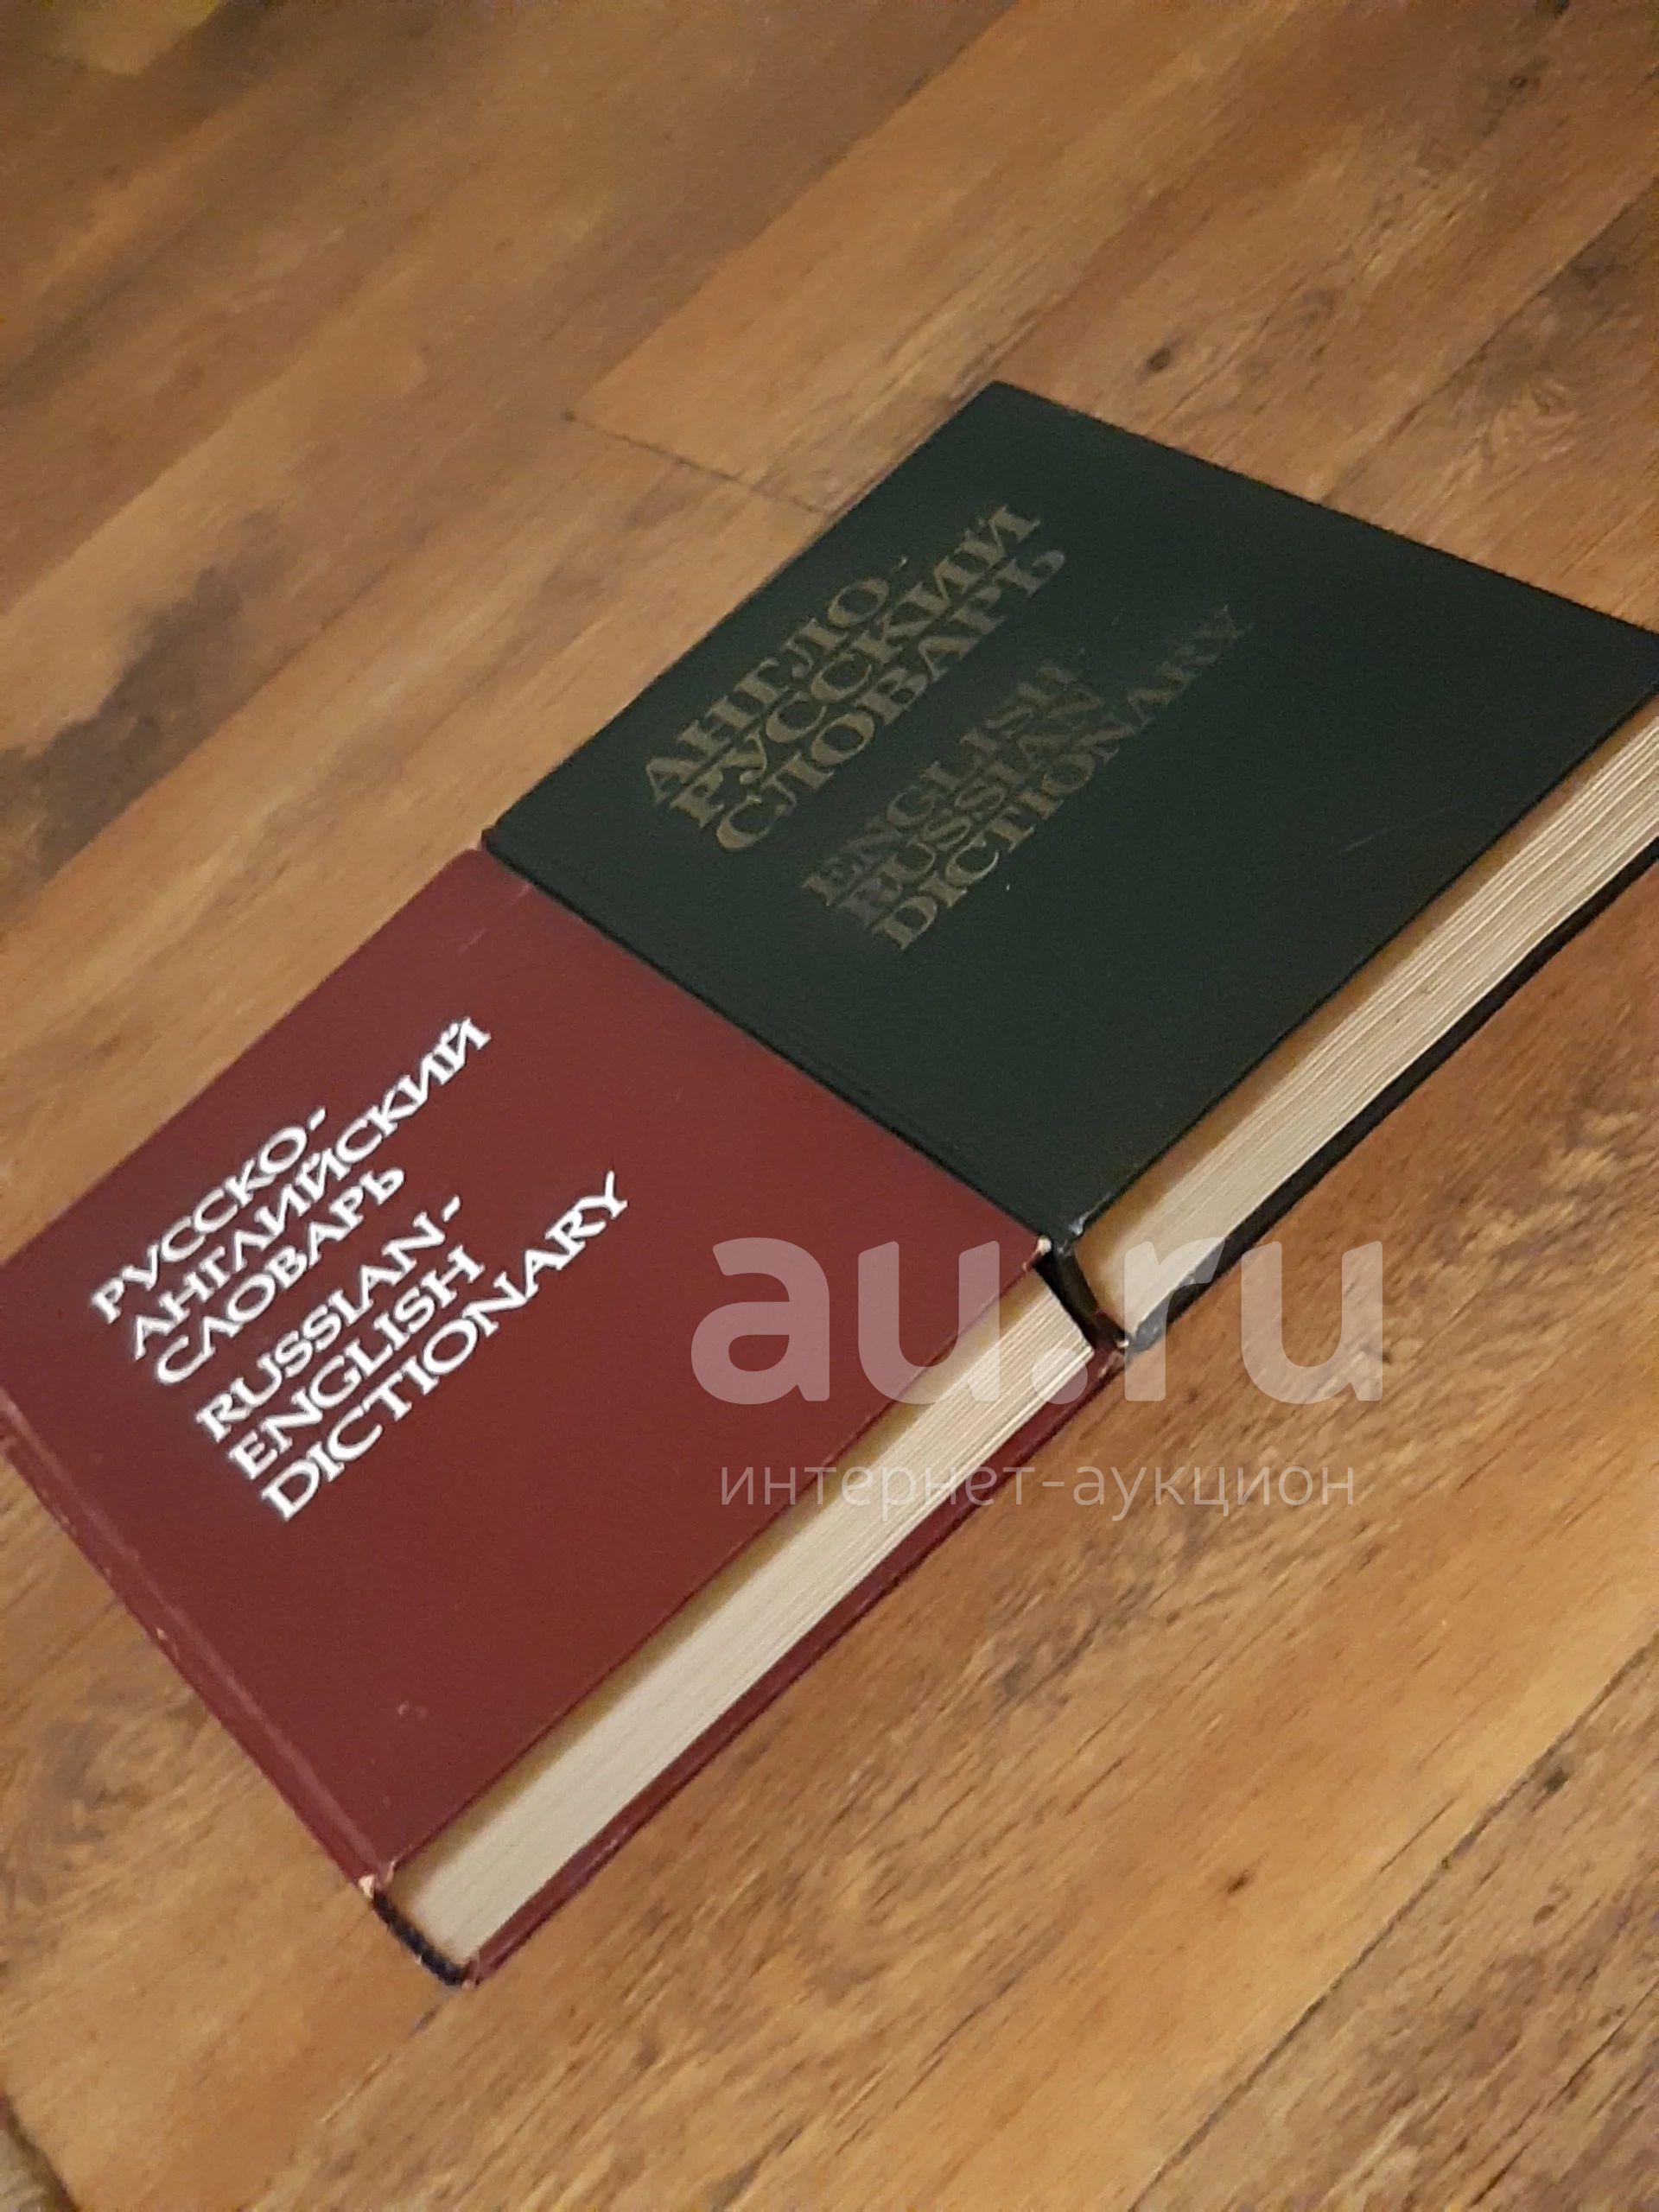 АНГЛО-
РУССКИЙ
СЛОВАРЬ
ENGLISH-
RUSSIAN
DICTIONARY
РУССКО-
АНГЛИЙСКИЙ
СЛОВАРЬ
RUSSIAN-
ENGLISH
DICTIONARY
au.ru
интернет-аукцион